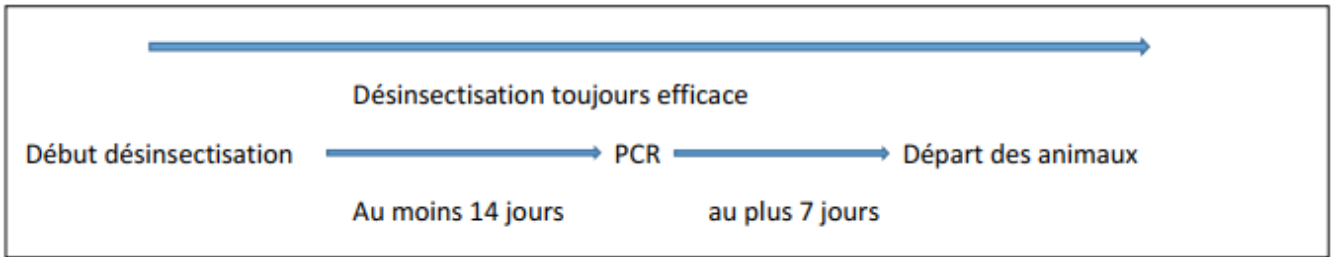 Désinsectisation toujours efficace
Début désinsectisation PCR Départ des animaux
Au moins 14 jours au plus 7 jours